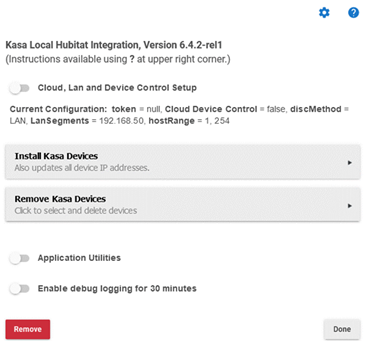 ?
Kasa Local Hubitat Integration, Version 6.4.2-rel1
(Instructions available using ? at upper right corner.)
Cloud, Lan and Device Control Setup
Current Configuration: token = null, Cloud Device Control = false, discMethod =
LAN, LanSegments = 192.168.50, hostRange = 1, 254
Install Kasa Devices
Also updates all device IP addresses.
Remove Kasa Devices
Click to select and delete devices
Application Utilities
Enable debug logging for 30 minutes
Remove
Done